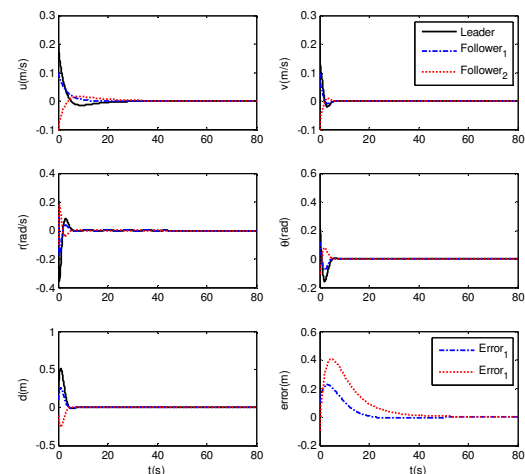 0.3
0.2
0.1
0
-0.1
u(m/s)
0 20 40 60 80
0.3
0.2
0.1
0
-0.1
v(m/s)
0 20 40 60 80
Leader
Follower1
Follower2
0.4
0.2
0
-0.2
-0.4
r(rad/s)
0 20 40 60 80
0.6
0.4
0.2
0
-0.2
θ(rad)
0 20 40 60 80
1
0.5
0
-0.5
d(m)
0 20 40 60 80
t(s)
0.6
0.4
0.2
0
-0.2
error(m)
0 20 40 60 80
t(s)
Error1
Error1